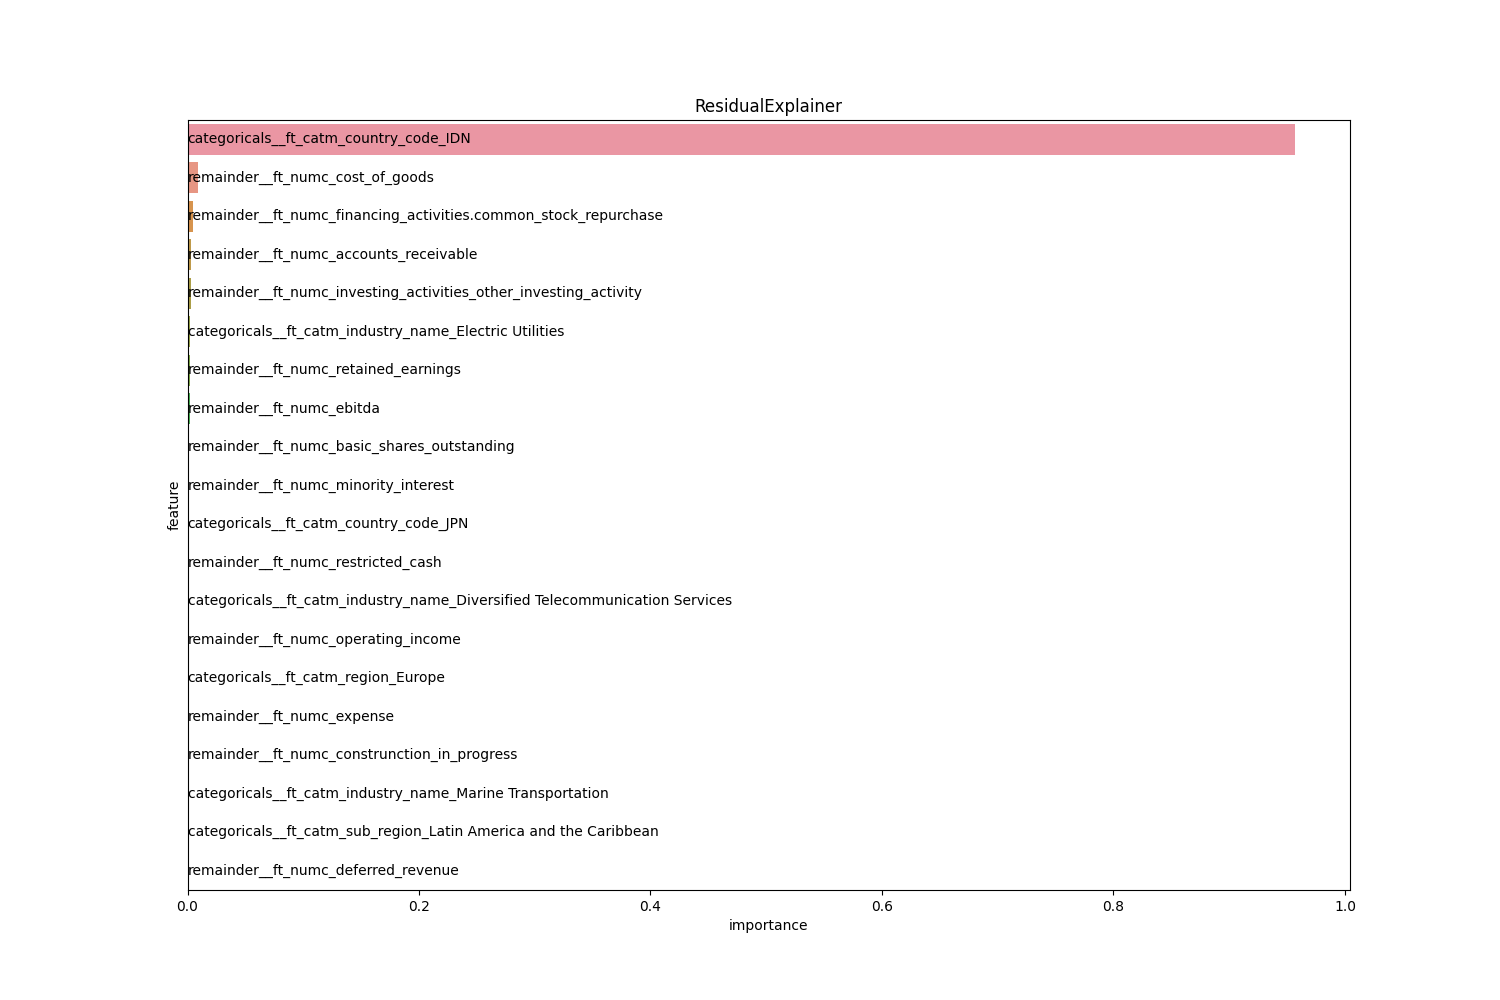 ResidualExplainer
categoricals__ft_catm_country_code_IDN
remainder__ft_numc_cost_of_goods
remainder__ft_numc_financing_activities.common_stock_repurchase
remainder__ft_numc_accounts_receivable
remainder__ft_numc_investing_activities_other_investing_activity
categoricals__ft_catm_industry_name_Electric Utilities
remainder__ft_numc_retained_earnings
remainder__ft_numc_ebitda
remainder__ft_numc_basic_shares_outstanding
remainder__ft_numc_minority_interest
categoricals__ft_catm_country_code_JPN
remainder__ft_numc_restricted_cash
categoricals__ft_catm_industry_name_Diversified Telecommunication Services
remainder__ft_numc_operating_income
categoricals__ft_catm_region_Europe
remainder__ft_numc_expense
remainder__ft_numc_construnction_in_progress
categoricals__ft_catm_industry_name_Marine Transportation
categoricals__ft_catm_sub_region_Latin America and the Caribbean
remainder__ft_numc_deferred_revenue
feature
0.0 0.2 0.4 0.6 0.8 1.0
importance